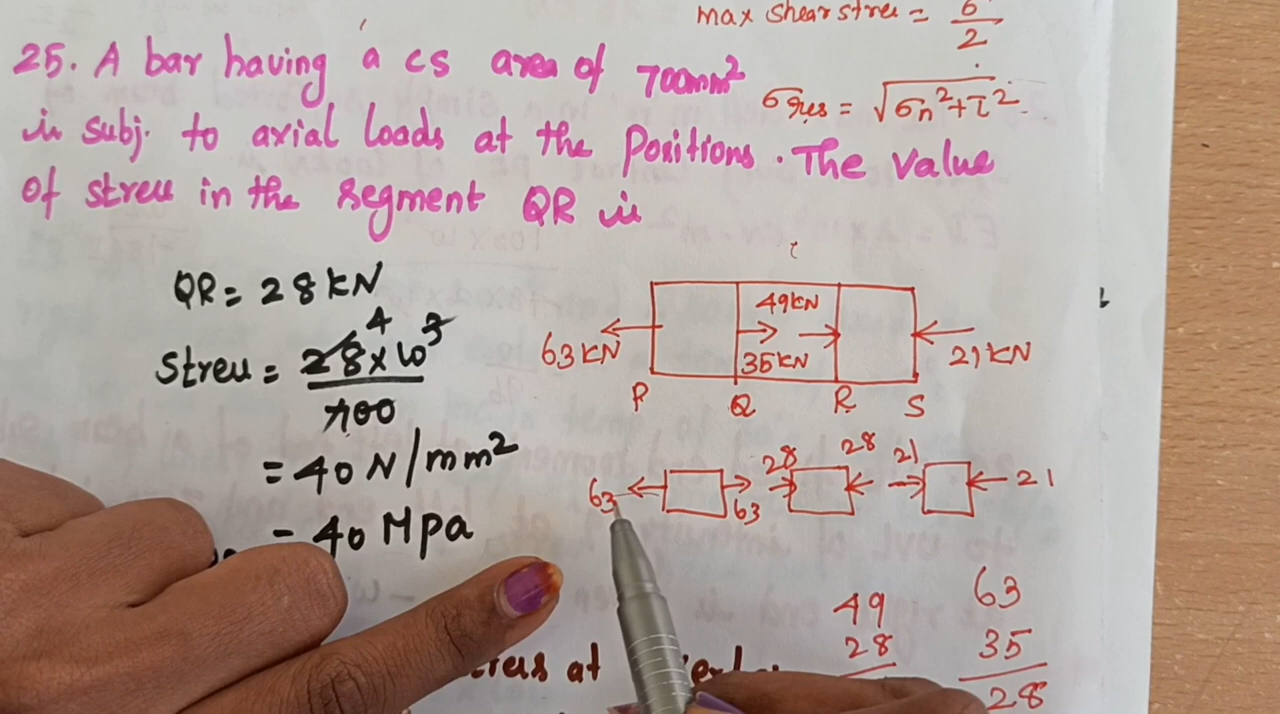 max shear stress = σ/2
25. A bar having a cs area of 700mm²
σres = √σn²+τ²
is subj. to axial loads at the Positions. The value
of stress in the segment QR is
QR = 28 KN
Stress = 28×10³/700
4
= 40 N/mm²
= 40 Mpa
49KN
63 KN
35KN
21KN
P Q R S
63 63 28 28 21 21
49
28
63
35
28
at